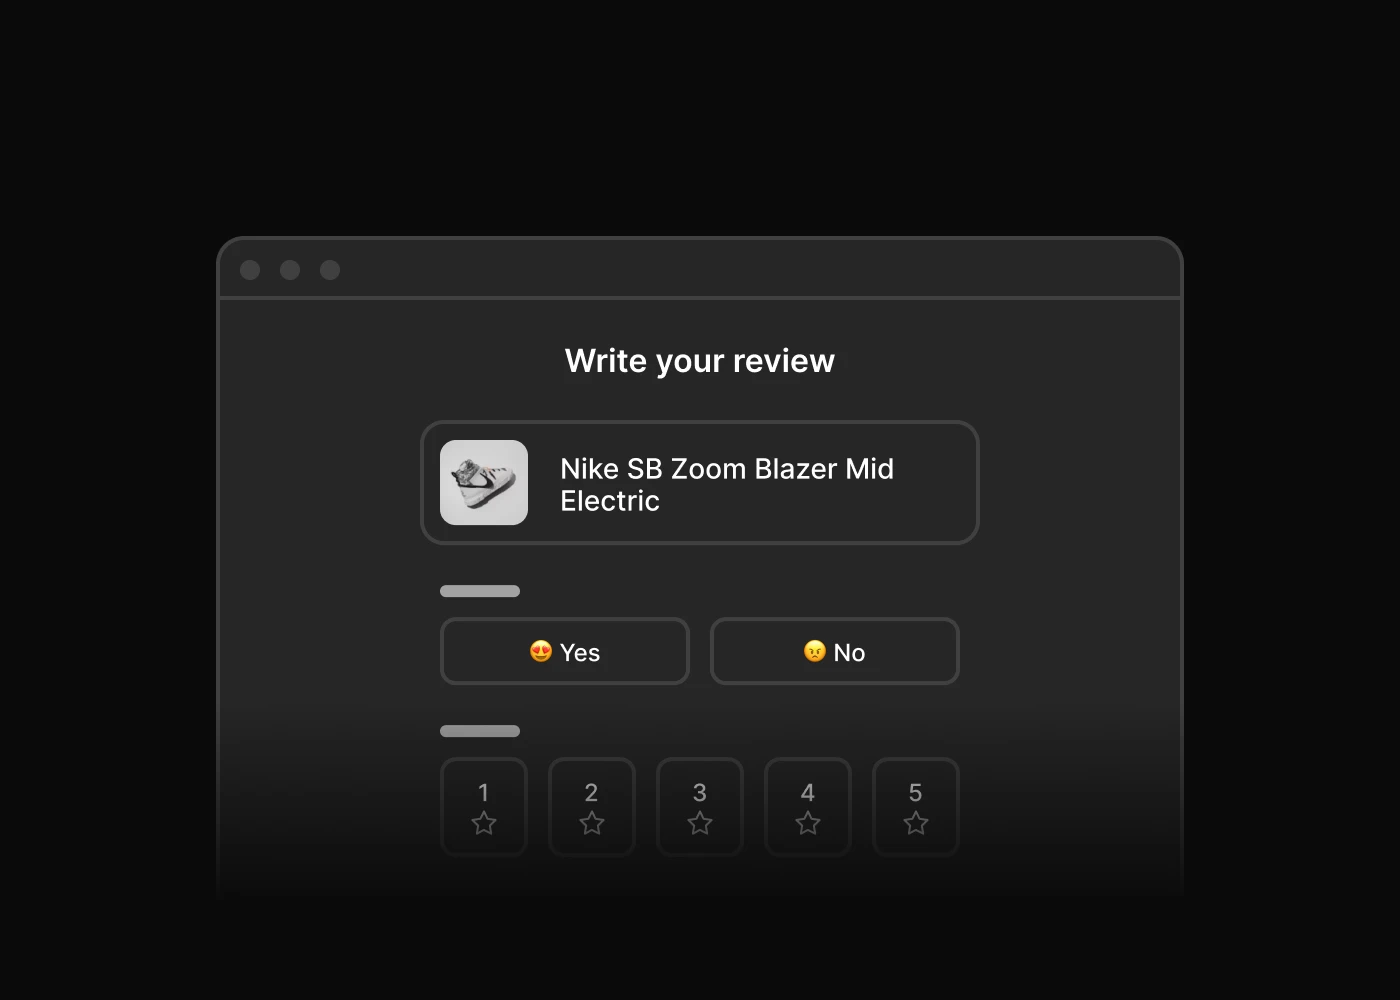 Write your review
Nike SB Zoom Blazer Mid
Electric
😍 Yes
😠 No
1
2
3
4
5